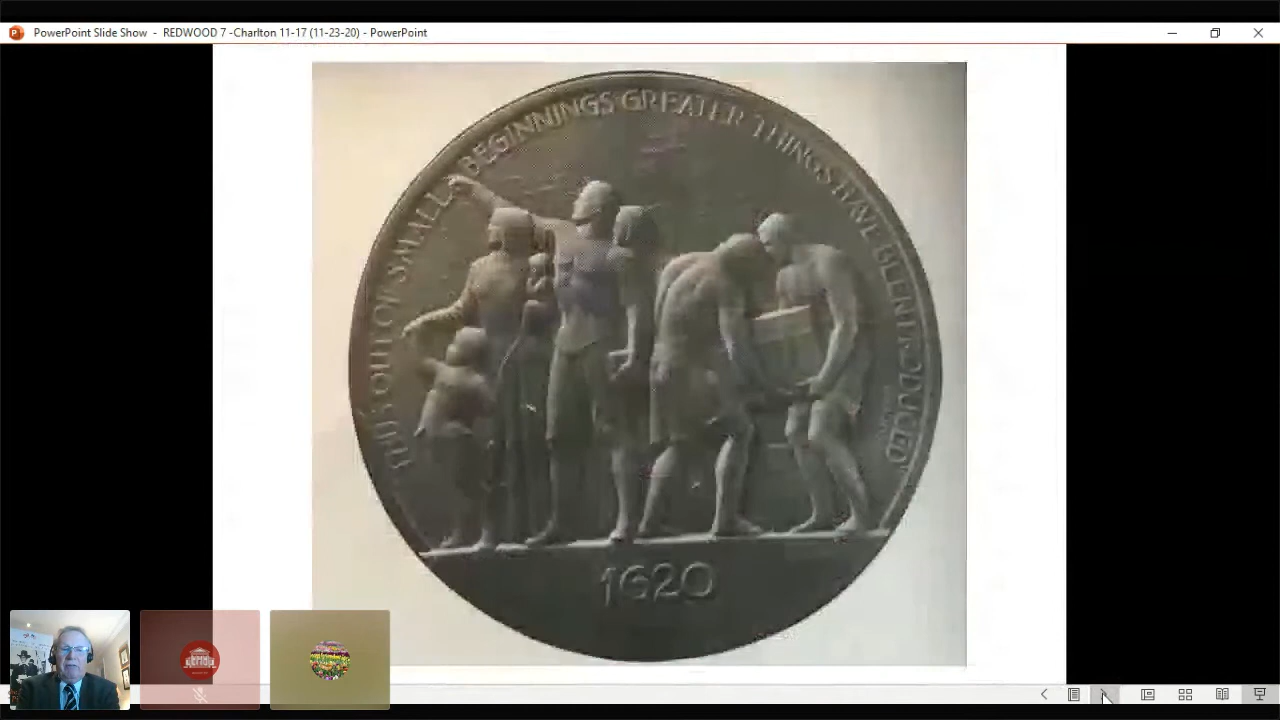 PowerPoint Slide Show - REDWOOD 7 -Charlton 11-17 (11-23-20) - PowerPoint
THUS OUT OF SMALL BEGINNINGS GREATER THINGS HAVE BEEN PRODUCED
1620